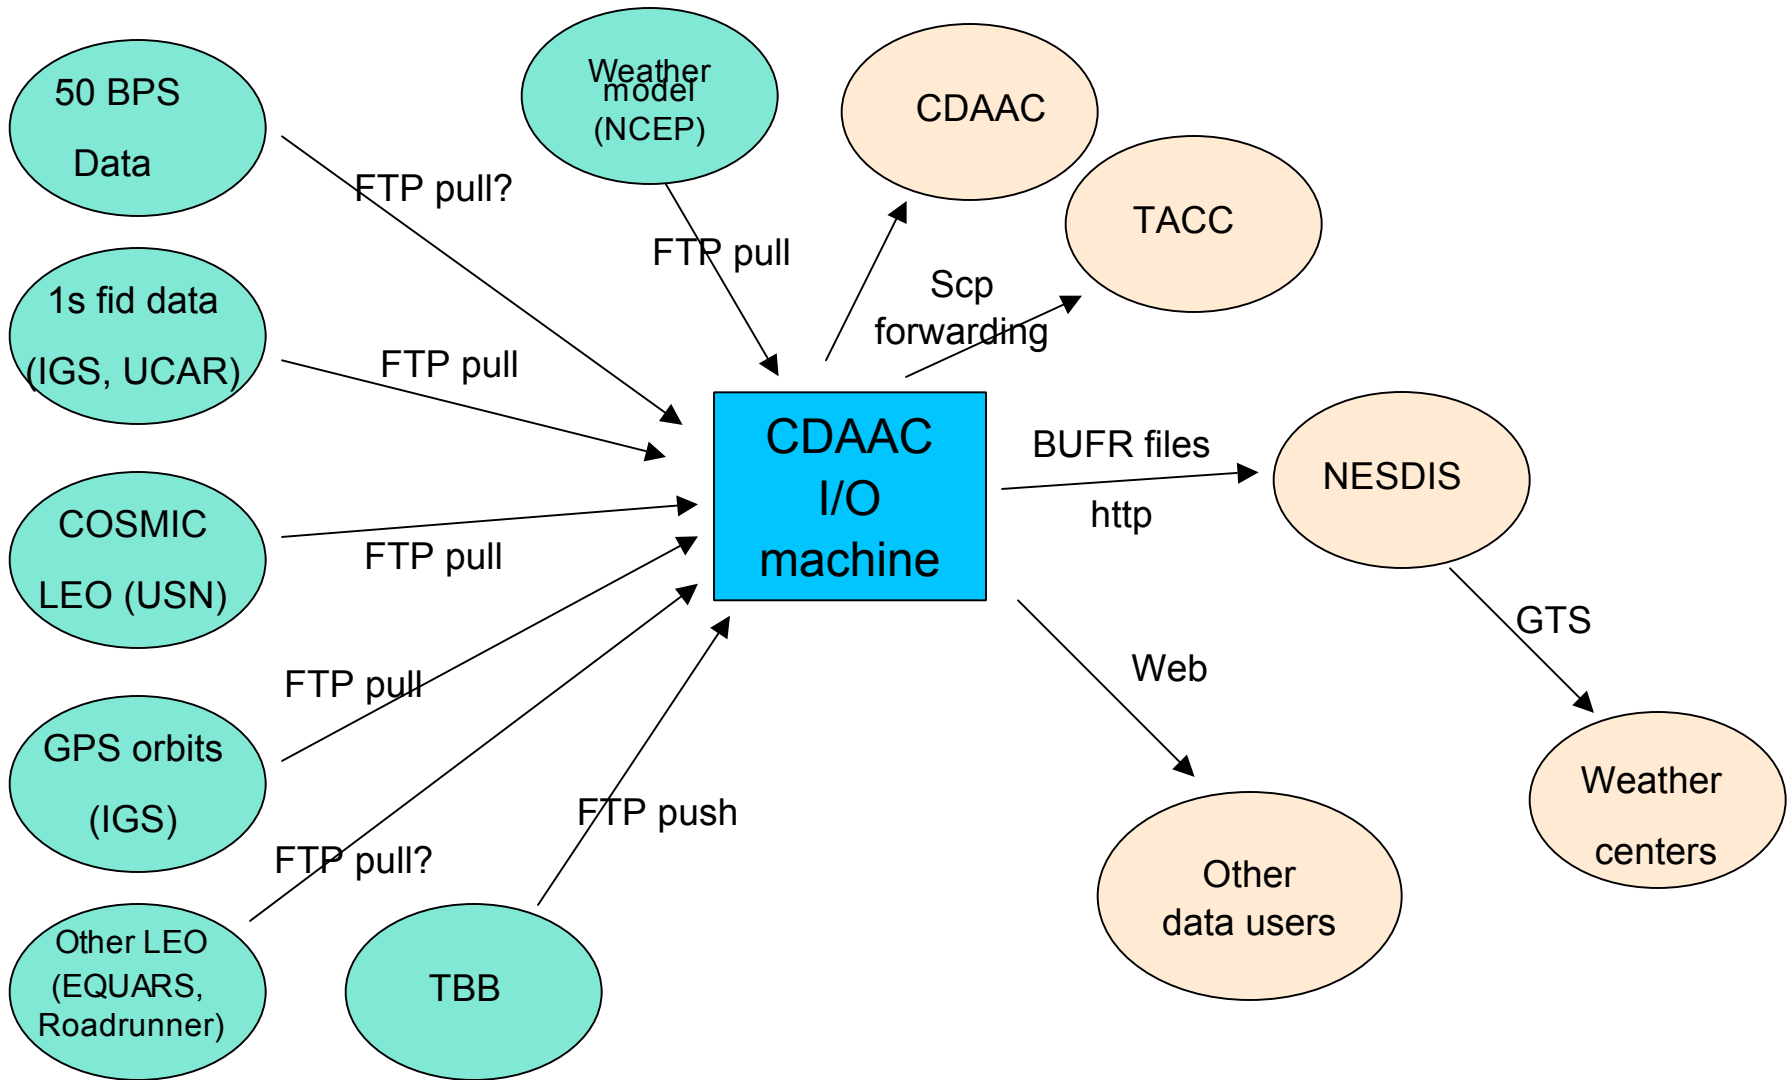 50 BPS
Data
FTP pull?
Weather
model
(NCEP)
FTP pull
CDAAC
TACC
Scp
forwarding
1s fid data
(IGS, UCAR)
FTP pull
CDAAC
I/O
machine
BUFR files
http
NESDIS
COSMIC
LEO (USN)
FTP pull
GTS
Web
GPS orbits
(IGS)
FTP pull
Weather
centers
Other LEO
(EQUARS,
Roadrunner)
FTP pull?
TBB
FTP push
Other
data users